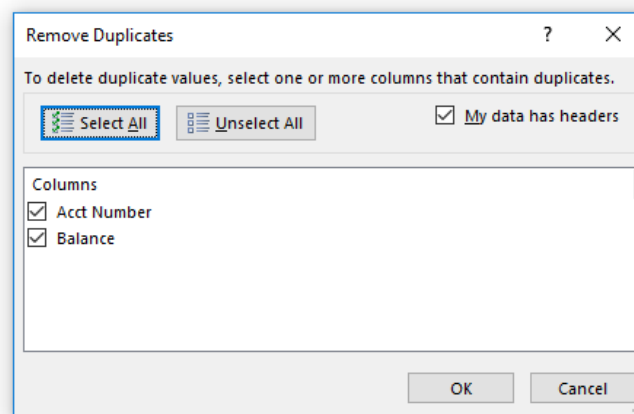 Remove Duplicates ?
To delete duplicate values, select one or more columns that contain duplicates.
Select All Unselect All My data has headers
Columns
Acct Number
Balance
OK Cancel